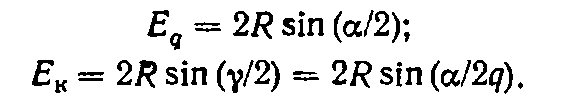 E_q = 2R sin (α/2);
E_к = 2R sin (γ/2) = 2R sin (α/2q).